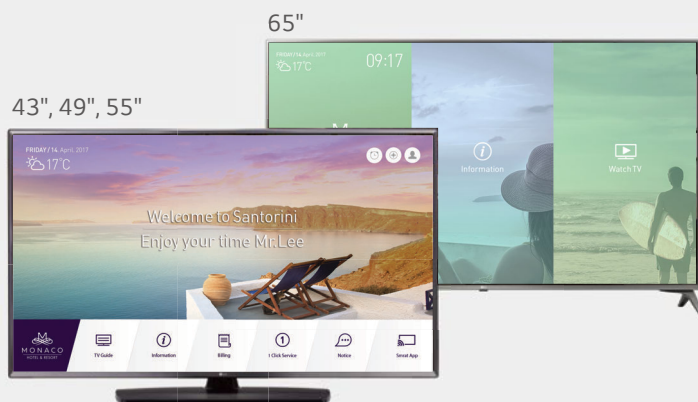 65"
43", 49", 55"
FRIDAY / 14 April, 2017
17°C
09:17
Information
Watch TV
FRIDAY / 14 April, 2017
17°C
Welcome to Santorini
Enjoy your time Mr.Lee
M
MONACO
HOTEL & RESORT
TV Guide
Information
Billing
1
1 Click Service
Notice
Smeat App